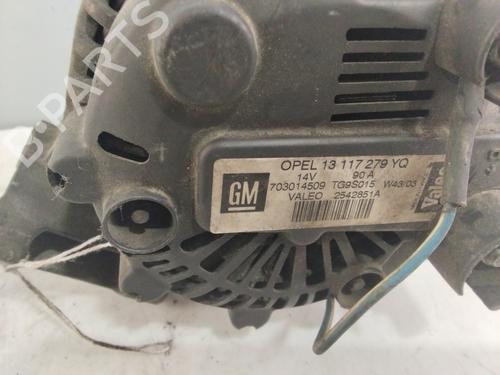 B-PARTS
OPEL 13 117 279 YQ
14V 90 A
GM
703014509 TG9S015 W43/03
VALEO 2542851A
Valeo